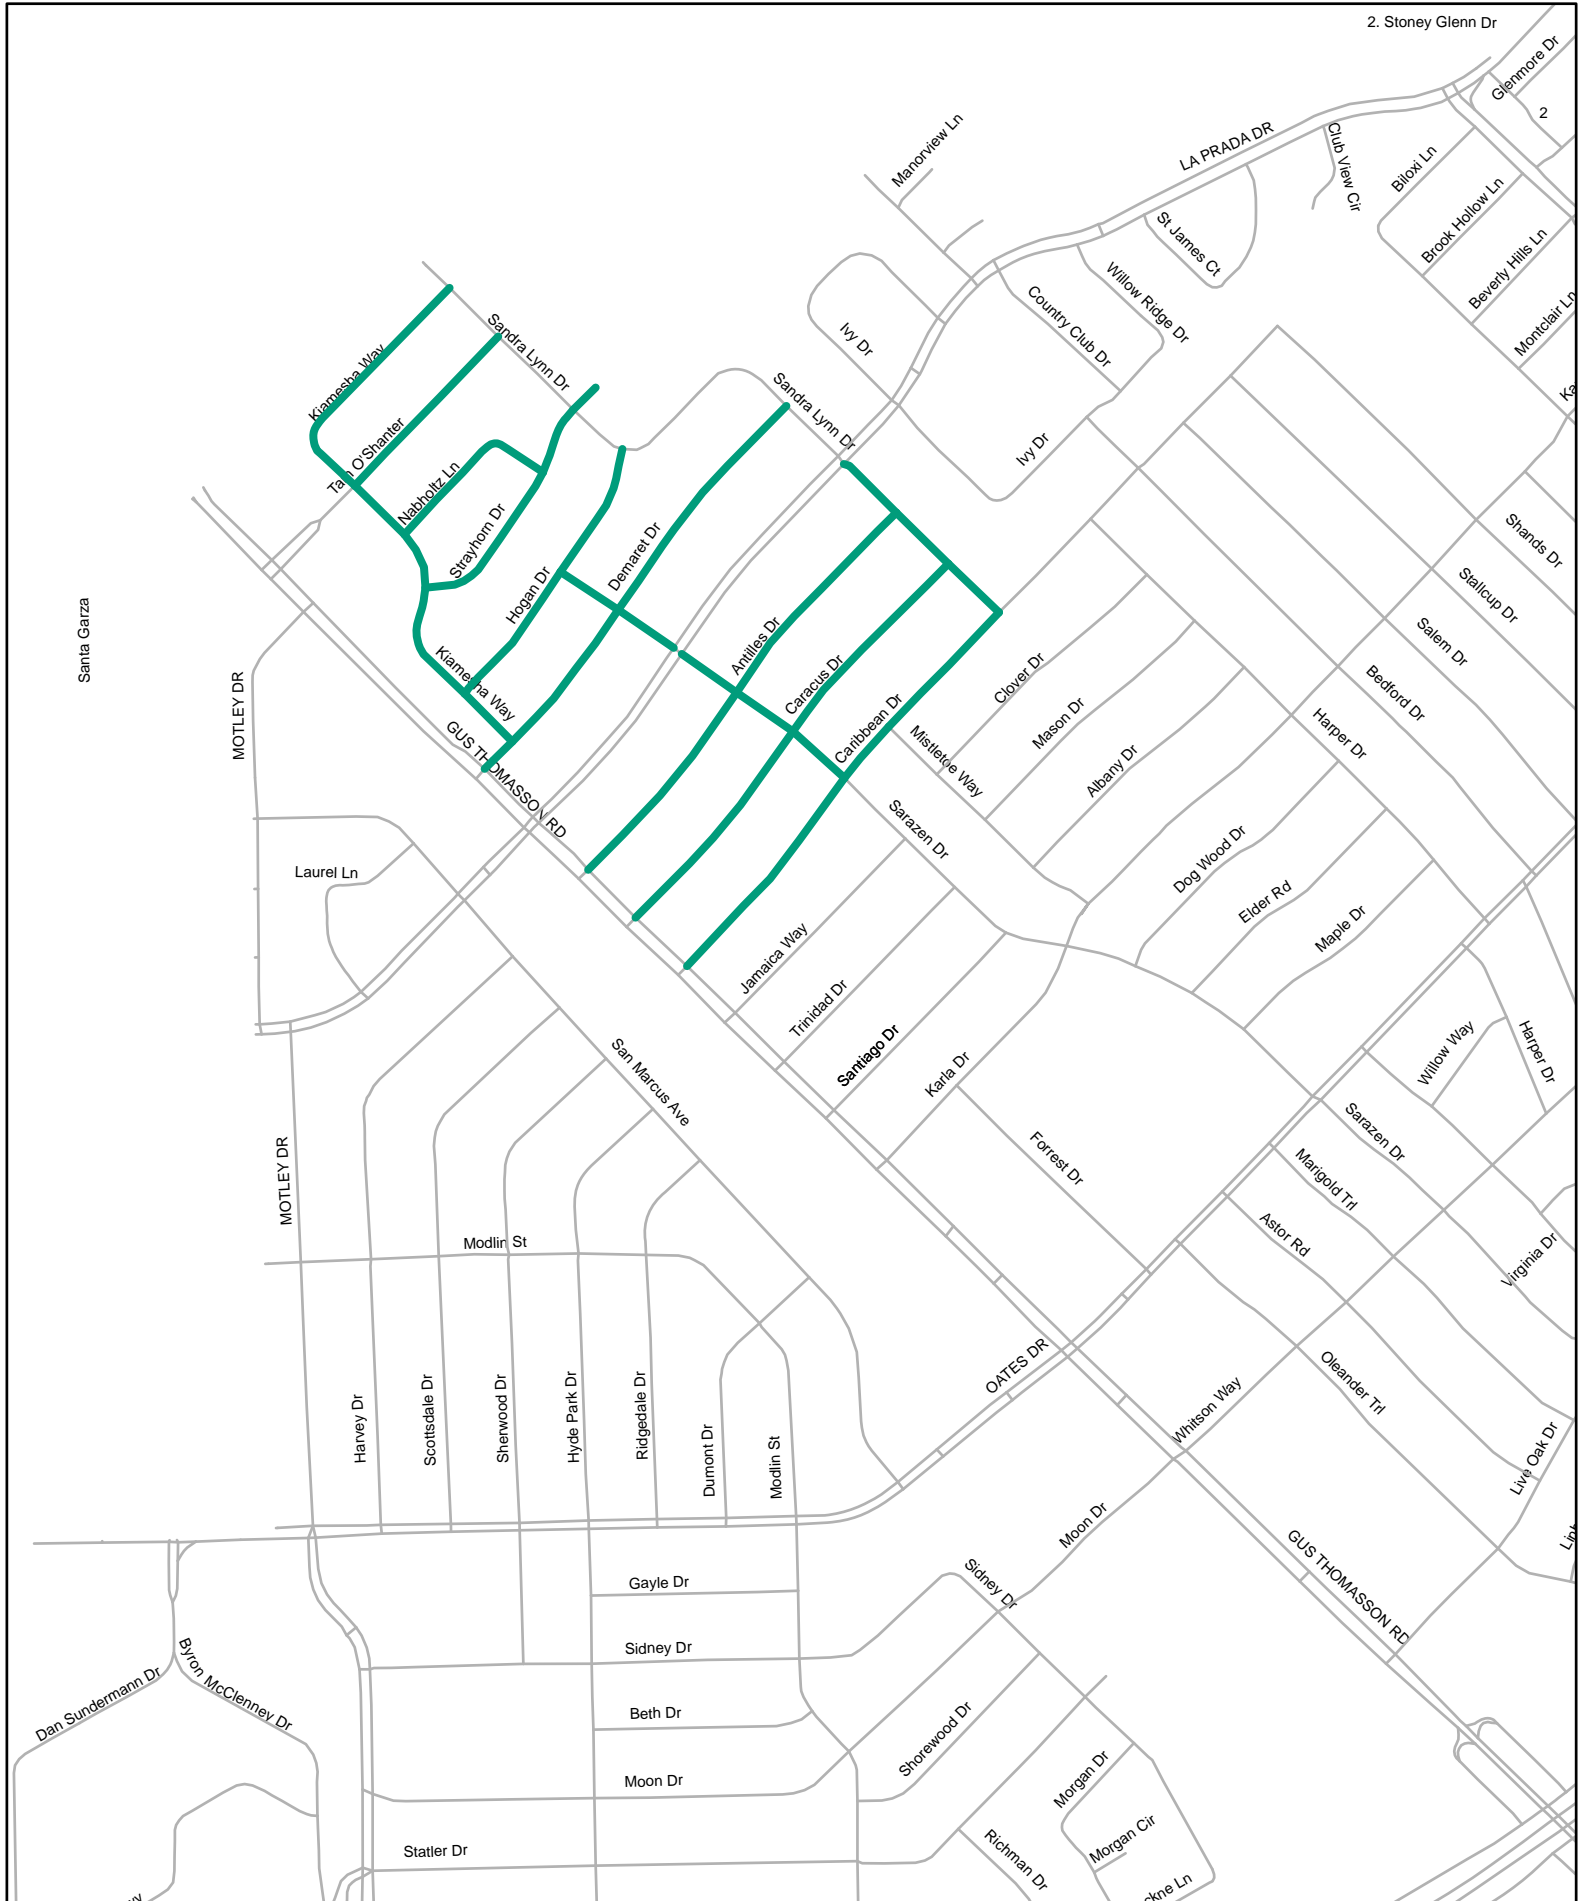 2. Stoney Glenn Dr
Glenmore Dr
2
Manorview Ln
LA PRADA DR
Club View Cir
Biloxi Ln
Brook Hollow Ln
Beverly Hills Ln
Montclair Ln
St James Ct
Willow Ridge Dr
Country Club Dr
Ivy Dr
Sandra Lynn Dr
Sandra Lynn Dr
Kiamesha Way
Tam O'Shanter
Nabholtz Ln
Strayhorn Dr
Hogan Dr
Demaret Dr
Ivy Dr
Ka
Shands Dr
Stallcup Dr
Salem Dr
Bedford Dr
Harper Dr
Santa Garza
MOTLEY DR
Kiamesha Way
GUS THOMASSON RD
Antilles Dr
Caracus Dr
Caribbean Dr
Clover Dr
Mason Dr
Albany Dr
Mistletoe Way
Sarazen Dr
Dog Wood Dr
Elder Rd
Maple Dr
Laurel Ln
Jamaica Way
Trinidad Dr
Santiago Dr
Karla Dr
San Marcus Ave
Forrest Dr
Willow Way
Harper Dr
Sarazen Dr
Marigold Trl
Astor Rd
Virginia Dr
MOTLEY DR
Modlin St
OATES DR
Oleander Trl
Whitson Way
Live Oak Dr
Harvey Dr
Scottsdale Dr
Sherwood Dr
Hyde Park Dr
Ridgedale Dr
Dumont Dr
Modlin St
Moon Dr
GUS THOMASSON RD
Gayle Dr
Sidney Dr
Sidney Dr
Byron McClenney Dr
Dan Sundermann Dr
Beth Dr
Shorewood Dr
Moon Dr
Morgan Dr
Morgan Cir
Statler Dr
Richman Dr
ckne Ln